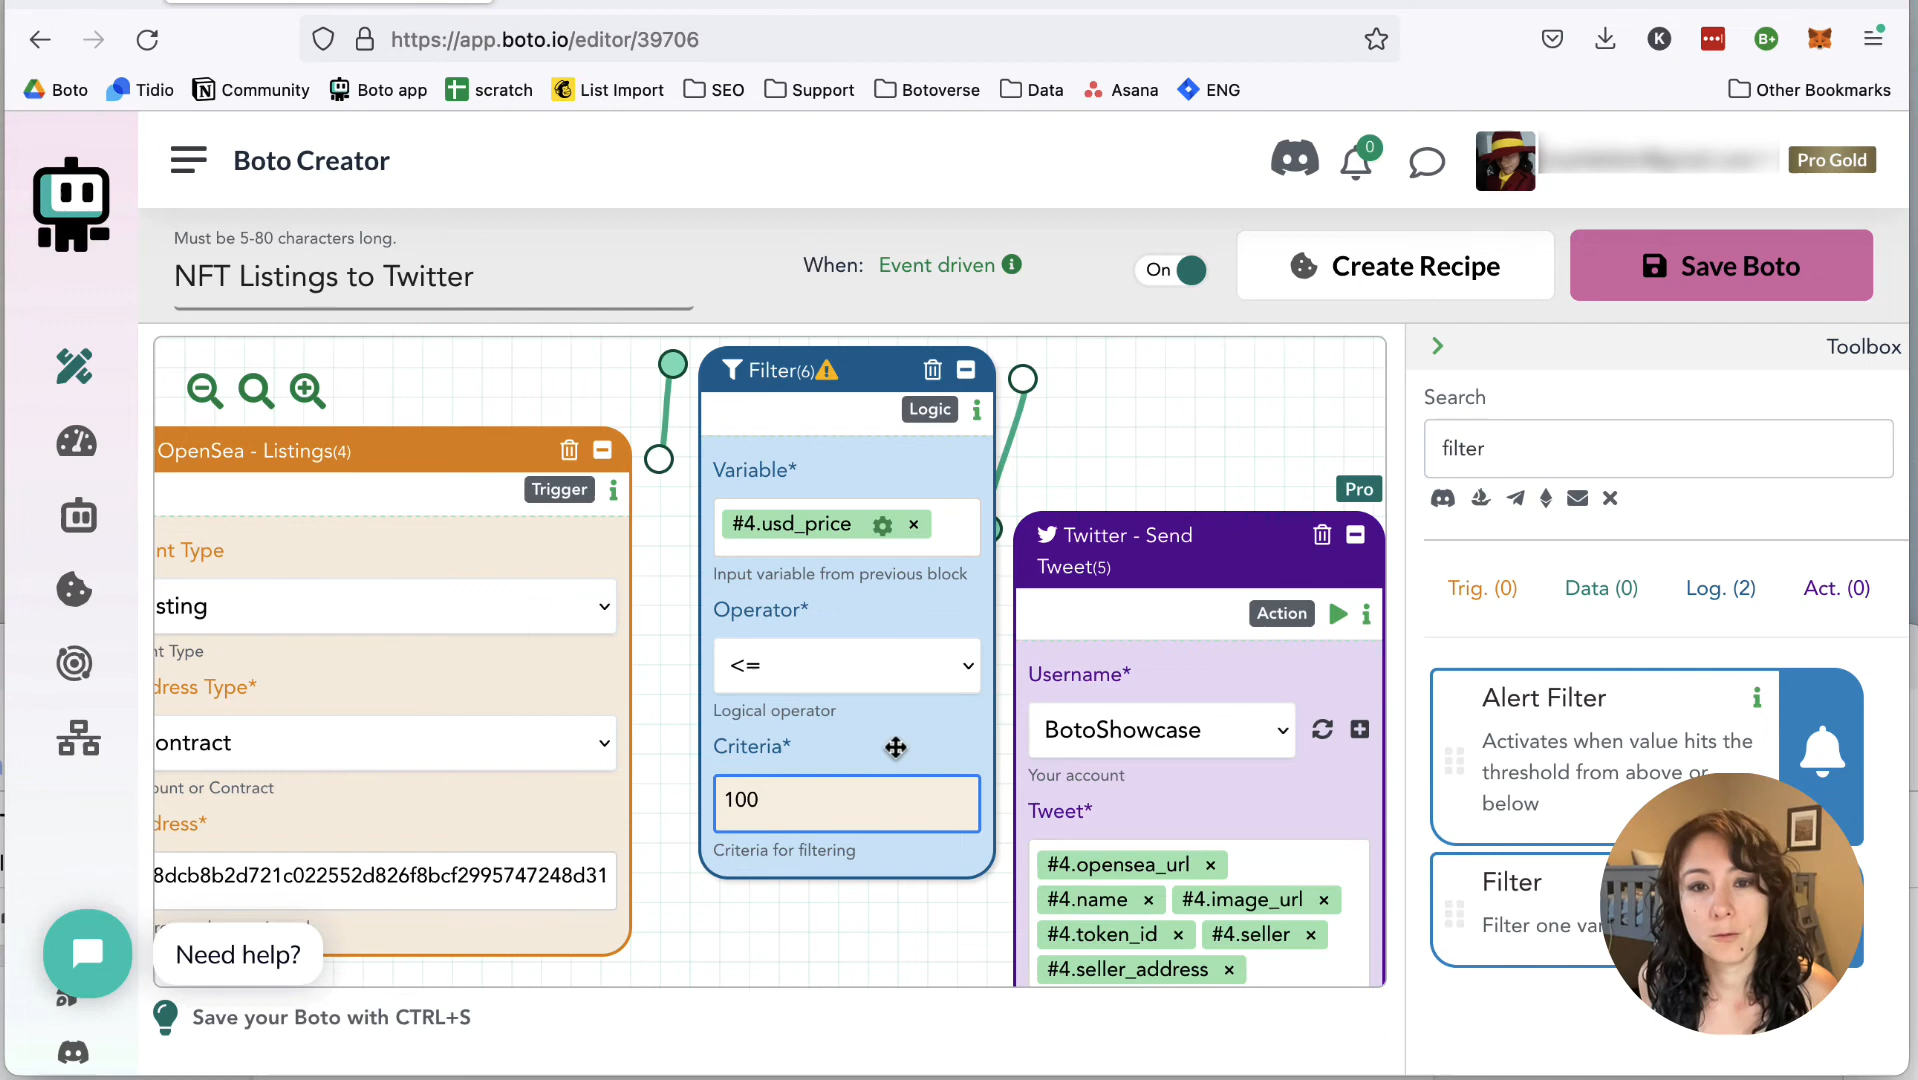 https://app.boto.io/editor/39706
Boto
Tidio
Community
Boto app
scratch
List Import
SEO
Support
Botoverse
Data
Asana
ENG
Other Bookmarks
Boto Creator
0
Pro Gold
Must be 5-80 characters long.
NFT Listings to Twitter
When: Event driven
On
Create Recipe
Save Boto
OpenSea - Listings(4)
Trigger
nt Type
sting
nt Type
dress Type*
ontract
ount or Contract
dress*
8dcb8b2d721c022552d826f8bcf2995747248d31
Filter(6)
Logic
Variable*
#4.usd_price ×
Input variable from previous block
Operator*
<=
Logical operator
Criteria*
100
Criteria for filtering
Pro
Twitter - Send
Tweet(5)
Action
Username*
BotoShowcase
Your account
Tweet*
#4.opensea_url ×
#4.name × #4.image_url ×
#4.token_id × #4.seller ×
#4.seller_address ×
Toolbox
Search
filter
Trig. (0)
Data (0)
Log. (2)
Act. (0)
Alert Filter
Activates when value hits the
threshold from above or
below
Filter
Filter one var
Need help?
Save your Boto with CTRL+S